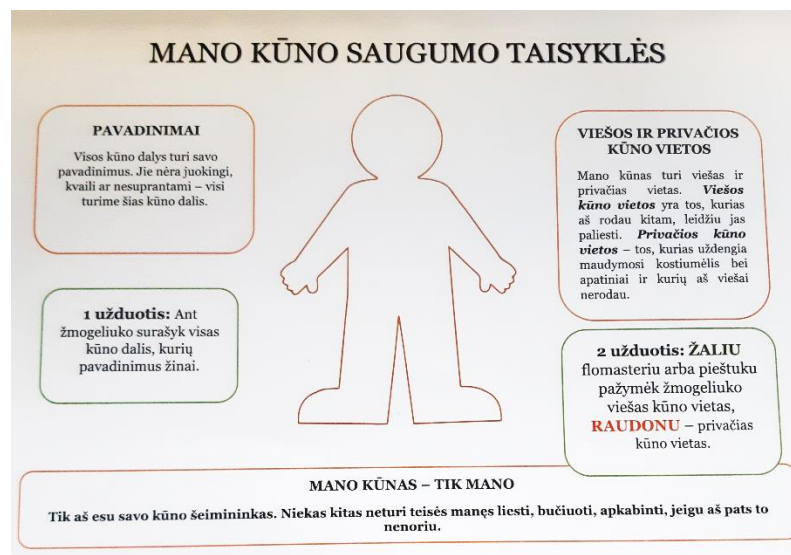 MANO KŪNO SAUGUMO TAISYKLĖS
PAVADINIMAI
Visos kūno dalys turi savo
pavadinimus. Jie nėra juokingi,
kvaili ar nesuprantami – visi
turime šias kūno dalis.
1 užduotis: Ant
žmogeliuko surašyk visas
kūno dalis, kurių
pavadinimus žinai.
VIEŠOS IR PRIVAČIOS
KŪNO VIETOS
Mano kūnas turi viešas ir
privačias vietas. Viešos
kūno vietos yra tos, kurias
aš rodau kitam, leidžiu jas
paliesti. Privačios kūno
vietos – tos, kurias uždengia
maudymosi kostiumėlis bei
apatiniai ir kurių aš viešai
nerodau.
2 užduotis: ŽALIU
flomasteriu arba pieštuku
pažymėk žmogeliuko
viešas kūno vietas,
RAUDONU – privačias
kūno vietas.
MANO KŪNAS – TIK MANO
Tik aš esu savo kūno šeimininkas. Niekas kitas neturi teisės manęs liesti, bučiuoti, apkabinti, jeigu aš pats to
nenoriu.